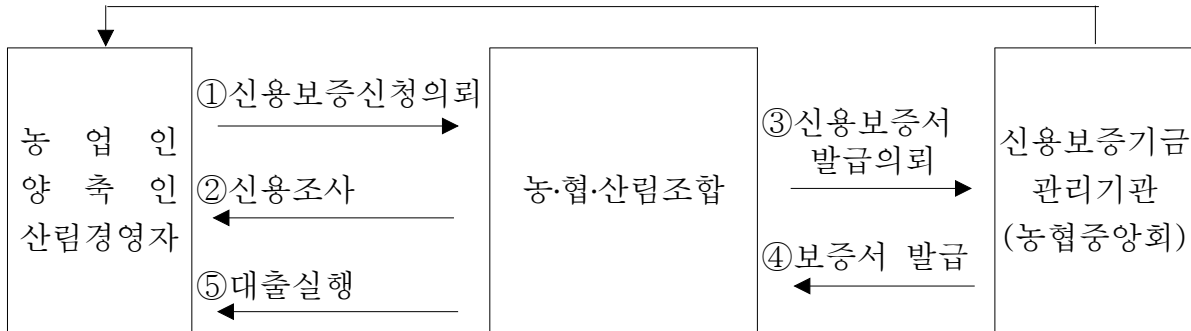 ①신용보증신청의뢰
농 업 인
양 축 인
산림경영자
②신용조사
⑤대출실행
농·협·산림조합
③신용보증서
발급의뢰
④보증서 발급
신용보증기금
관리기관
(농협중앙회)